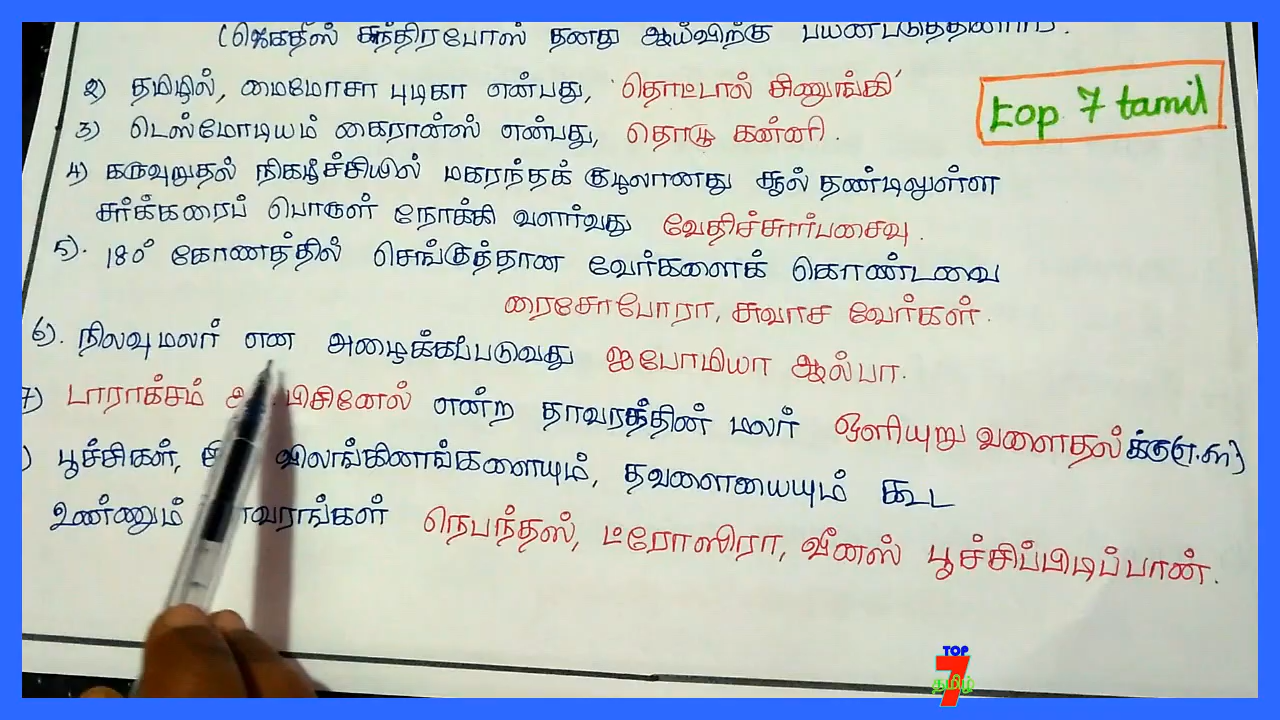 (ஜெகதீஸ் சந்திரபோஸ் தனது ஆய்விற்கு பயன்படுத்தினார்).
2) தமிழில், மைமோசா புடிகா என்பது, 'தொட்டால் சிணுங்கி'
top 7 tamil
3) டெஸ்மோடியம் கைரான்ஸ் என்பது, தொழு கன்னி.
4) கருவுறுதல் நிகழ்ச்சியில் மகரந்தக் குழலானது சூல் தண்டிலுள்ள
சர்க்கரைப் பொருள் நோக்கி வளர்வது வேதிச்சார்பசைவு.
5). 180° கோணத்தில் செங்குத்தான வேர்களைக் கொண்டவை
ரைசோபோரா, சுவாச வேர்கள்.
6). நிலவுமலர் என அழைக்கப்படுவது ஐபோமியா ஆல்பா.
7) டாராக்சம் பிசினேல் என்ற தாவரத்தின் மலர் ஒளியுறு வளைதல்க்கு(எ.கா)
) பூச்சிகள், விலங்கினங்களையும், தவளையையும் கூட
உண்ணும் தாவரங்கள் நெபந்தஸ், ட்ரோஸிரா, வீனஸ் பூச்சிப்பிடிப்பான்.
TOP
7
தமிழ்